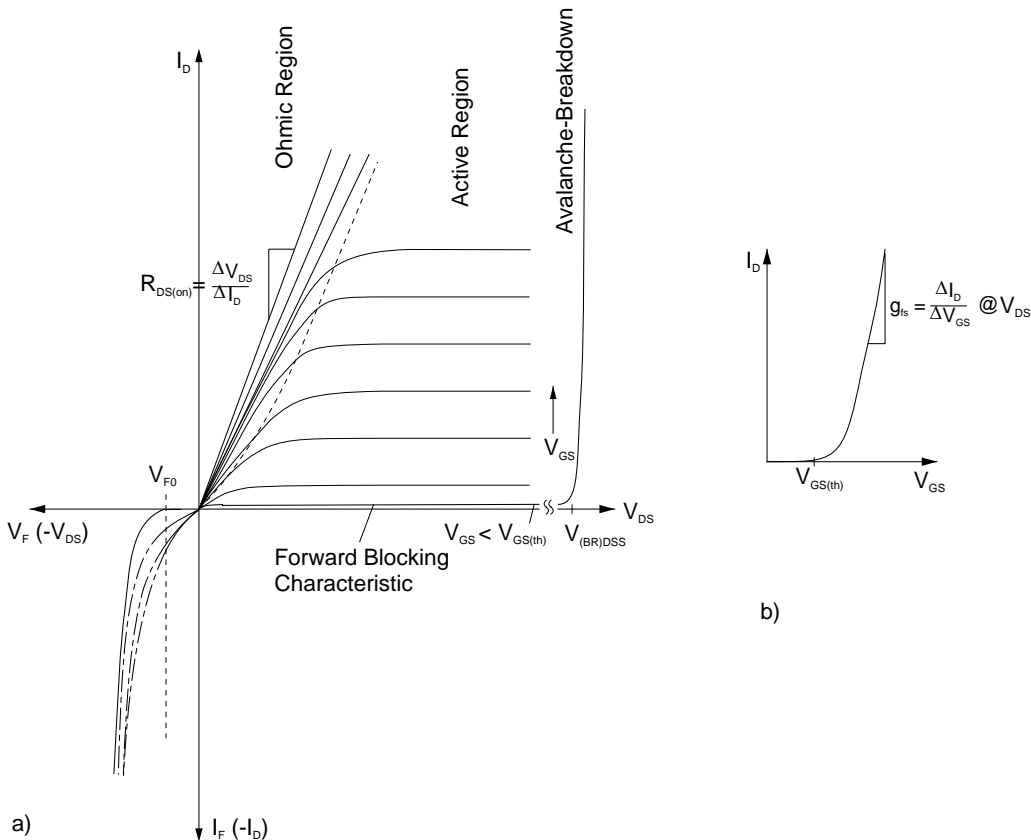 I_D
Ohmic Region
Active Region
Avalanche-Breakdown
R_DS(on) = ΔV_DS / ΔI_D
V_GS
V_F0
V_F (-V_DS)
V_GS < V_GS(th)
V_(BR)DSS
V_DS
Forward Blocking
Characteristic
I_F (-I_D)
a)
I_D
g_fs = ΔI_D / ΔV_GS @ V_DS
V_GS(th)
V_GS
b)